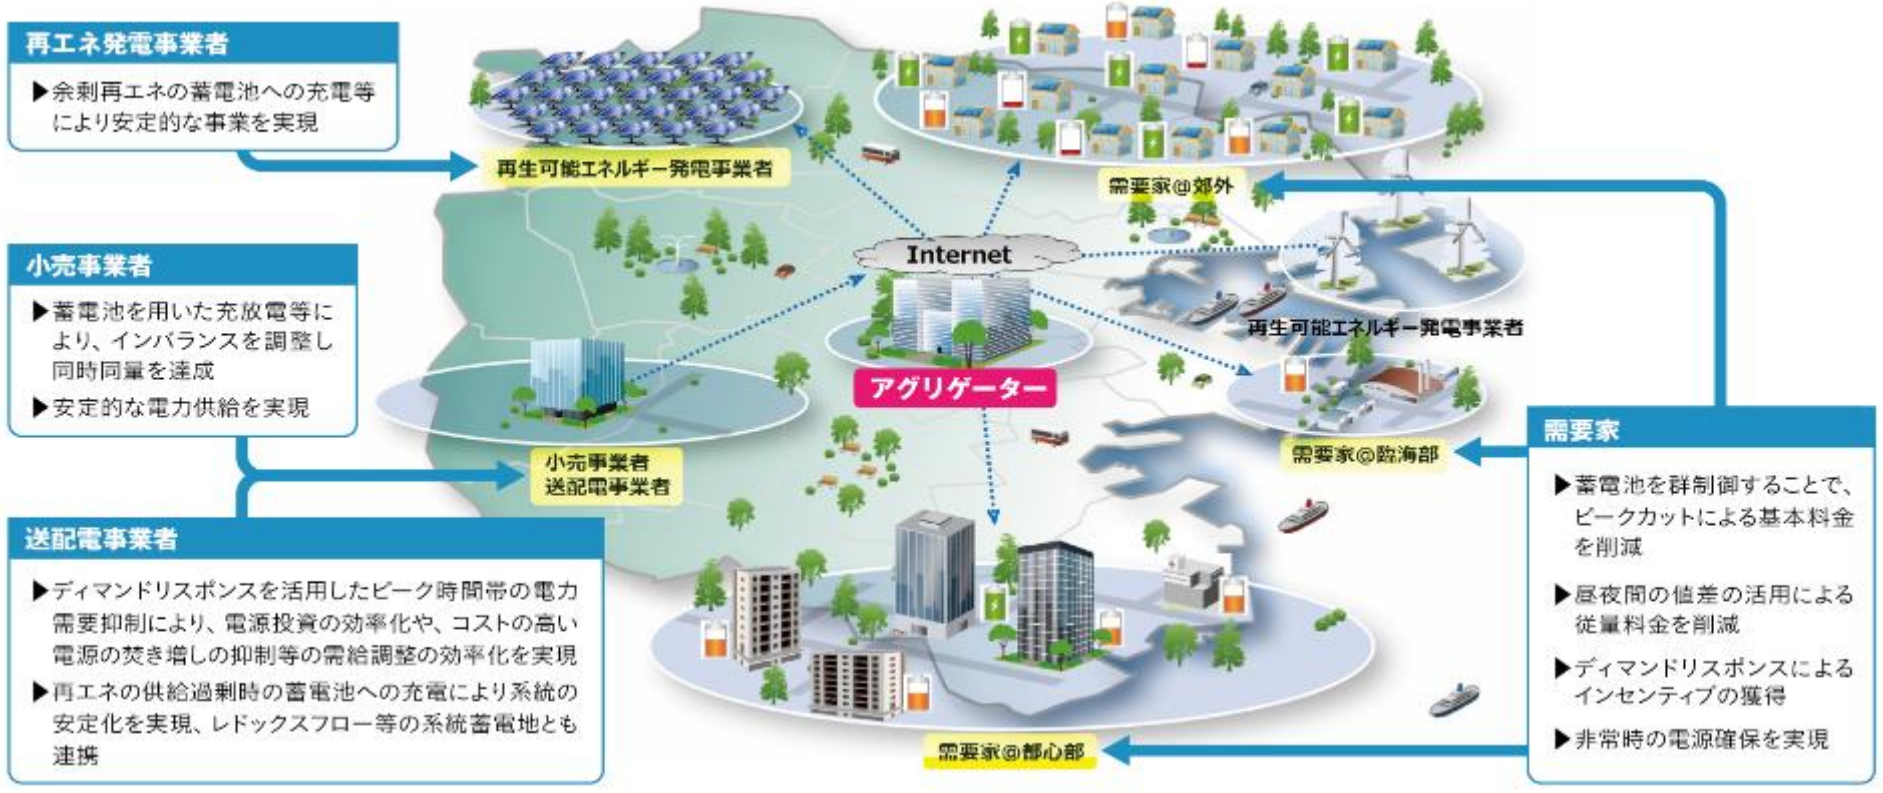 再エネ発電事業者
▶余剰再エネの蓄電池への充電等
により安定的な事業を実現
再生可能エネルギー発電事業者
需要家@郊外
小売事業者
▶蓄電池を用いた充放電等に
より、インバランスを調整し
同時同量を達成
▶安定的な電力供給を実現
Internet
アグリゲーター
再生可能エネルギー発電事業者
小売事業者
送配電事業者
需要家@臨海部
送配電事業者
▶ディマンドリスポンスを活用したピーク時間帯の電力
需要抑制により、電源投資の効率化や、コストの高い
電源の焚き増しの抑制等の需給調整の効率化を実現
▶再エネの供給過剰時の蓄電池への充電により系統の
安定化を実現、レドックスフロー等の系統蓄電地とも
連携
需要家@都心部
需要家
▶蓄電池を群制御することで、
ピークカットによる基本料金
を削減
▶昼夜間の値差の活用による
従量料金を削減
▶ディマンドリスポンスによる
インセンティブの獲得
▶非常時の電源確保を実現